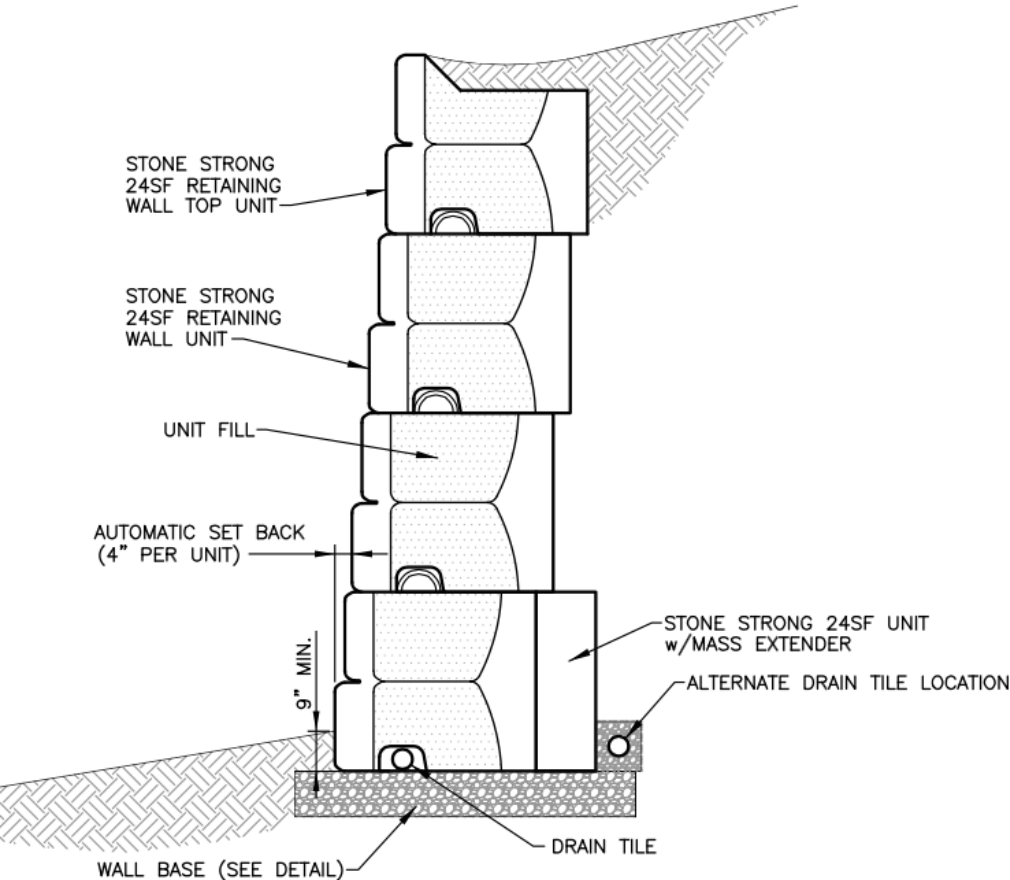 STONE STRONG
24SF RETAINING
WALL TOP UNIT
STONE STRONG
24SF RETAINING
WALL UNIT
UNIT FILL
AUTOMATIC SET BACK
(4" PER UNIT)
9" MIN.
STONE STRONG 24SF UNIT
w/MASS EXTENDER
ALTERNATE DRAIN TILE LOCATION
DRAIN TILE
WALL BASE (SEE DETAIL)